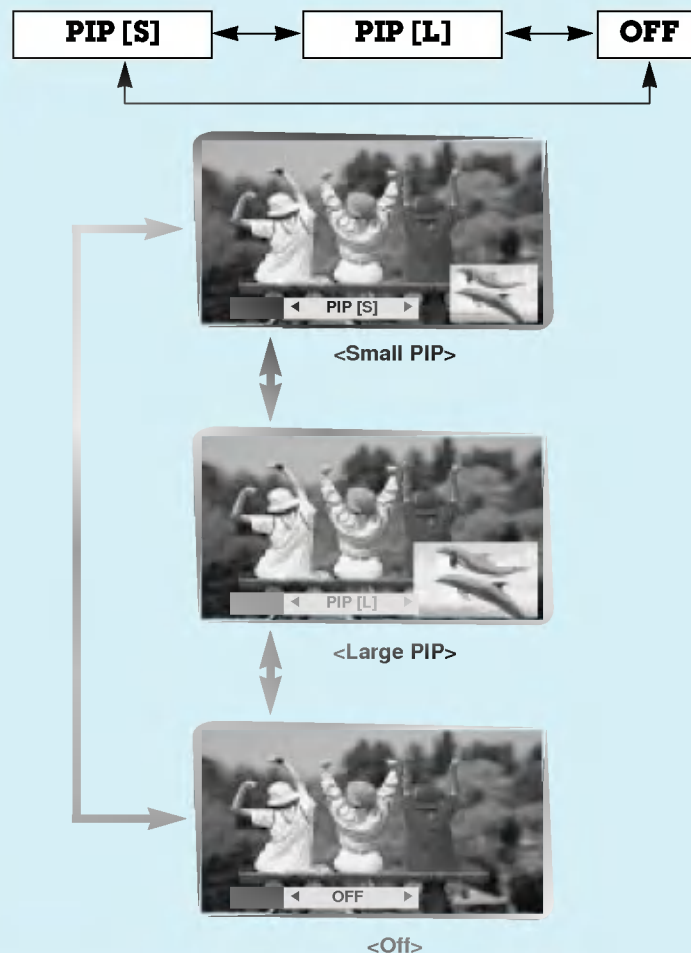 PIP [S] PIP [L] OFF
PIP [S]
<Small PIP>
PIP [L]
<Large PIP>
OFF
<Off>